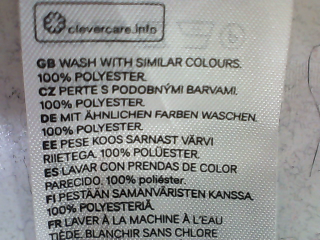 clevercare.info
GB WASH WITH SIMILAR COLOURS.
100% POLYESTER.
CZ PERTE S PODOBNÝMI BARVAMI.
100% POLYESTER.
DE MIT ÄHNLICHEN FARBEN WASCHEN.
100% POLYESTER.
EE PESE KOOS SARNAST VÄRVI
RIIETEGA. 100% POLÜESTER.
ES LAVAR CON PRENDAS DE COLOR
PARECIDO. 100% poliéster.
FI PESTÄÄN SAMANVÄRISTEN KANSSA.
100% POLYESTERIÄ.
FR LAVER À LA MACHINE À L'EAU
TIÈDE. BLANCHIR SANS CHLORE